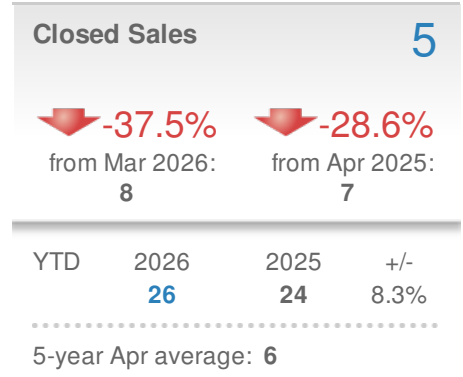 Closed Sales 5
-37.5% -28.6%
from Mar 2026: from Apr 2025:
8 7
YTD 2026 2025 +/-
26 24 8.3%
5-year Apr average: 6